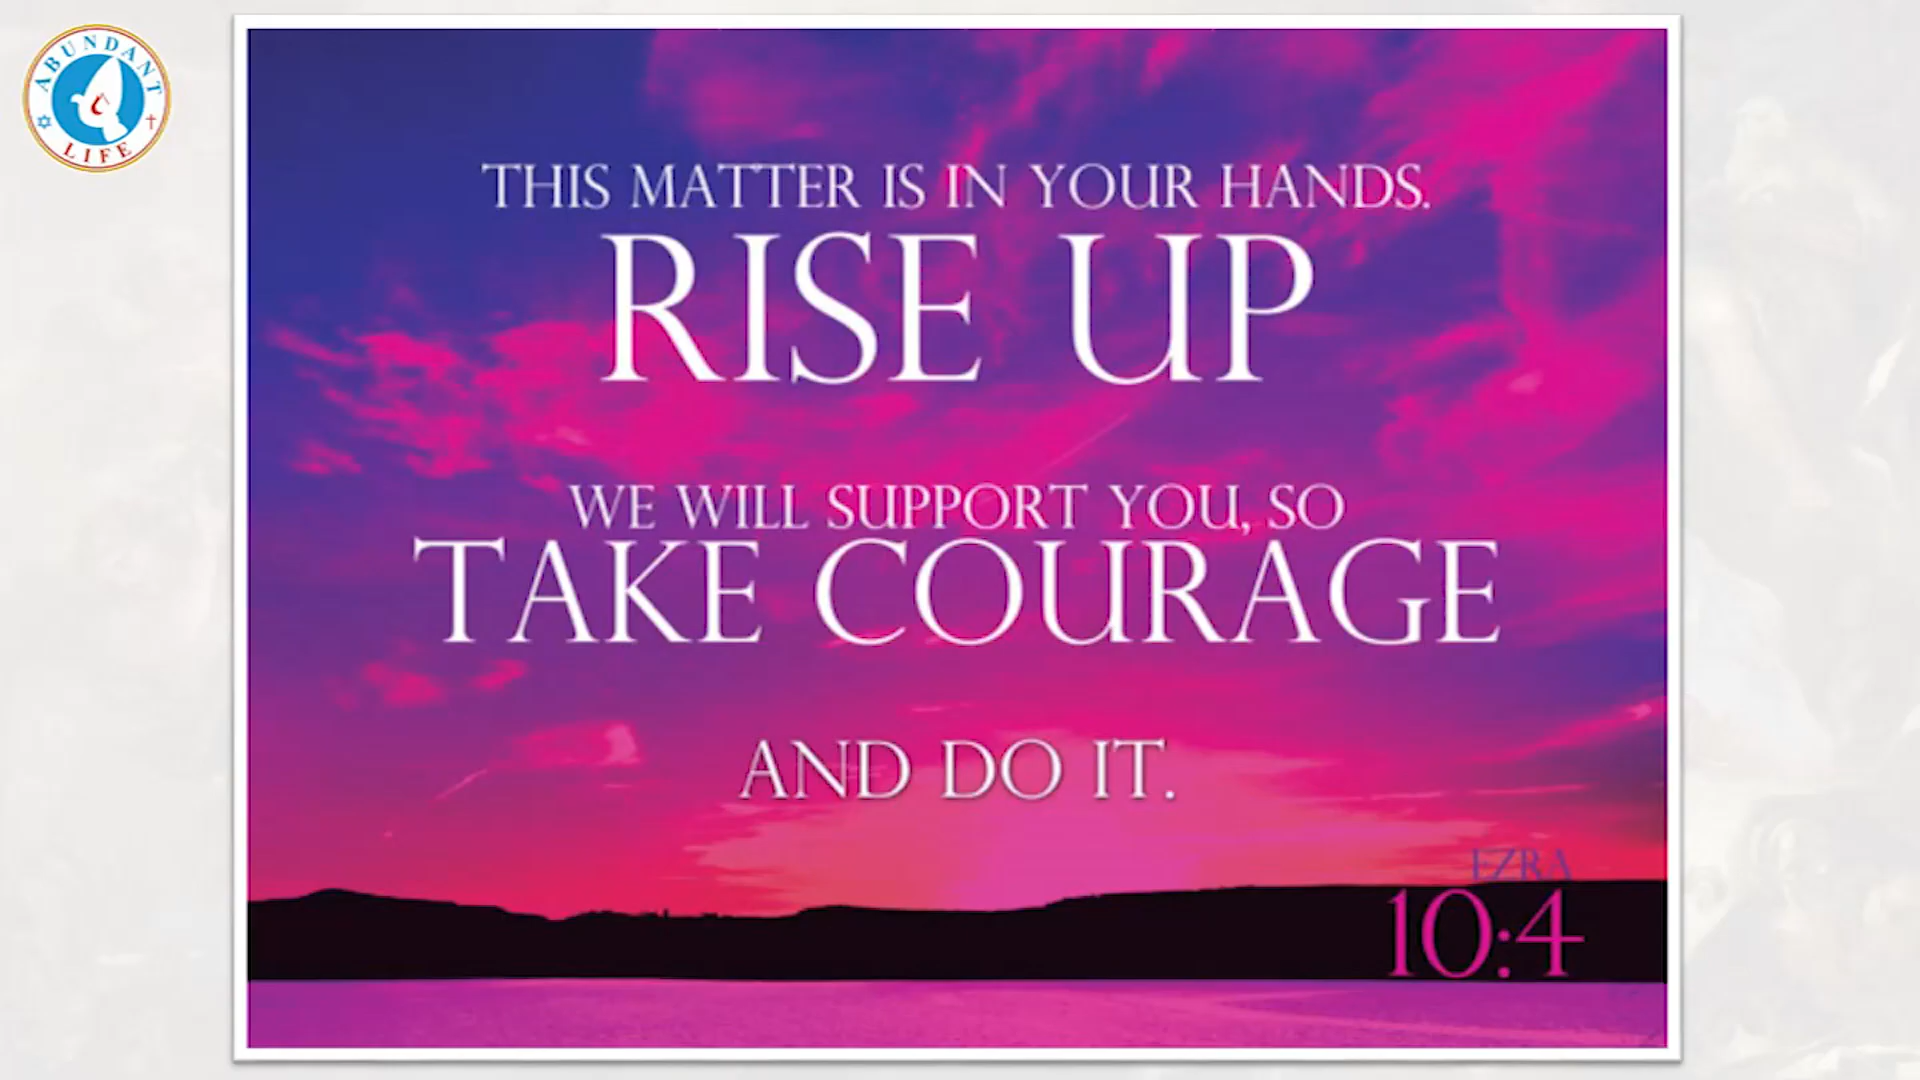 ABUNDANT
LIFE
THIS MATTER IS IN YOUR HANDS.
RISE UP
WE WILL SUPPORT YOU, SO
TAKE COURAGE
AND DO IT.
EZRA
10:4